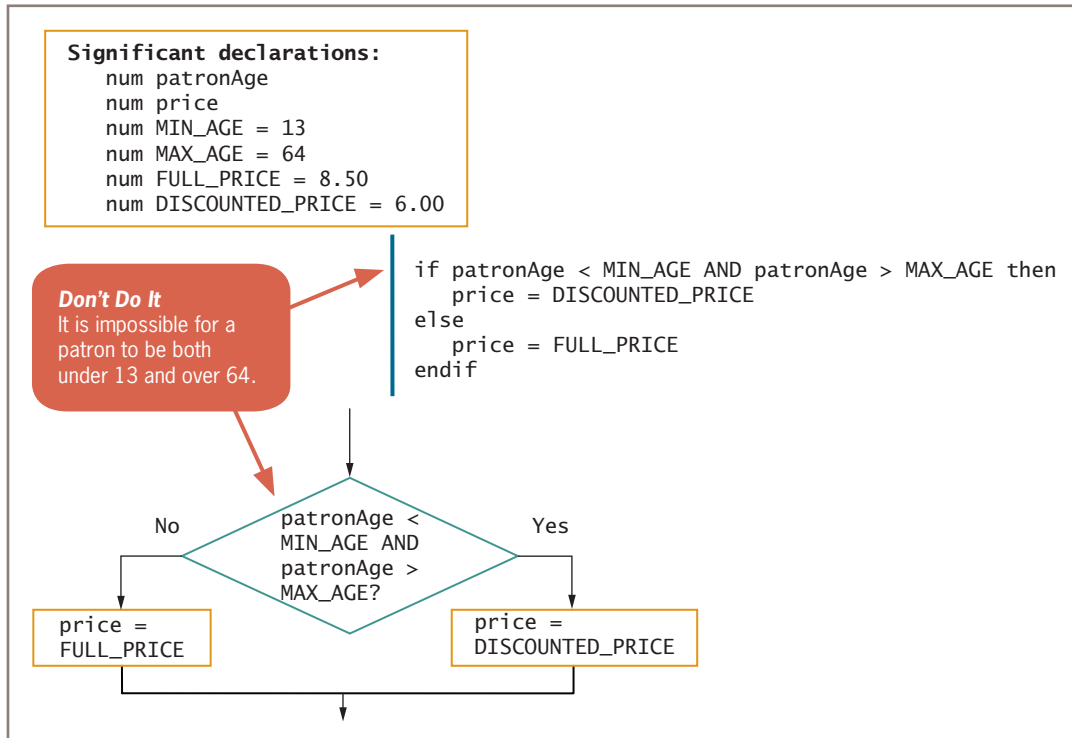 Significant declarations:
num patronAge
num price
num MIN_AGE = 13
num MAX_AGE = 64
num FULL_PRICE = 8.50
num DISCOUNTED_PRICE = 6.00
if patronAge < MIN_AGE AND patronAge > MAX_AGE then
price = DISCOUNTED_PRICE
else
price = FULL_PRICE
endif
Don't Do It
It is impossible for a
patron to be both
under 13 and over 64.
No
patronAge <
MIN_AGE AND
patronAge >
MAX_AGE?
Yes
price =
FULL_PRICE
price =
DISCOUNTED_PRICE